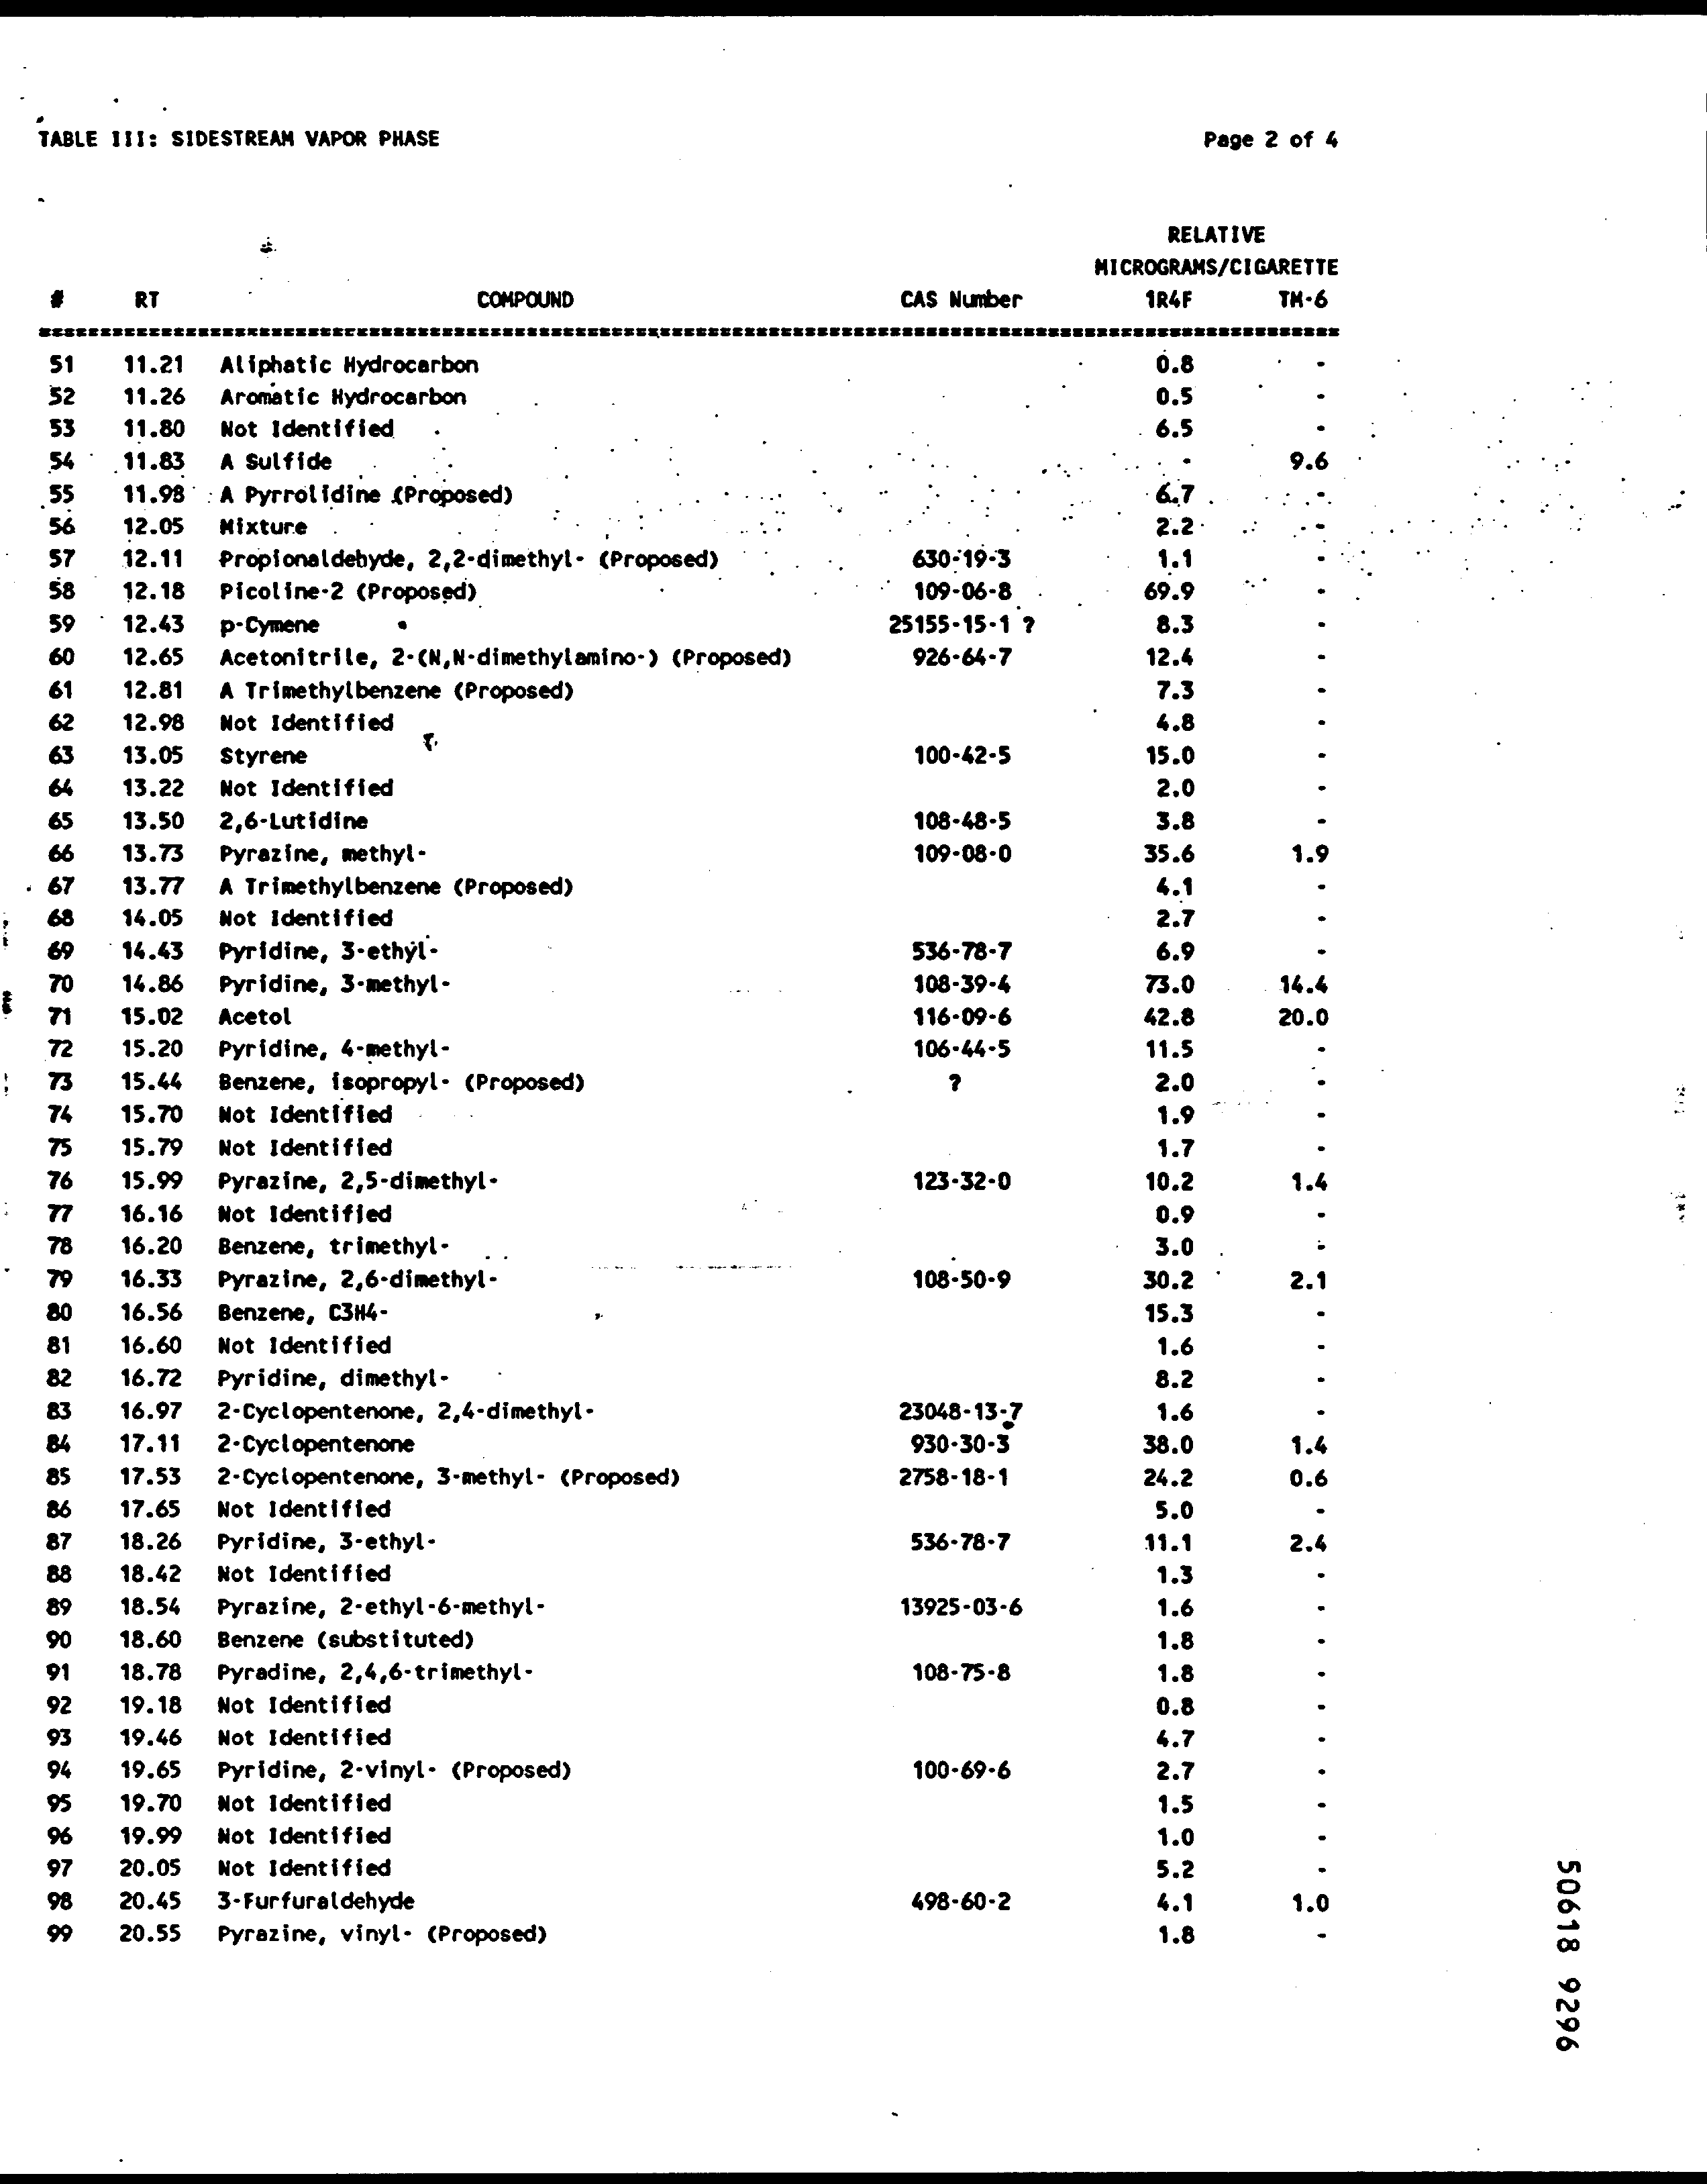 TABLE III: SIDESTREAM VAPOR PHASE Page 2 of 4
RELATIVE
MICROGRAMS/CIGARETTE
# RT COMPOUND CAS Number 1R4F TM-6
51 11.21 Aliphatic Hydrocarbon 0.8 -
52 11.26 Aromatic Hydrocarbon 0.5 -
53 11.80 Not Identified 6.5 -
54 11.83 A Sulfide - 9.6
55 11.98 A Pyrrolidine (Proposed) 6.7 -
56 12.05 Mixture 2.2 -
57 12.11 Propionaldehyde, 2,2-dimethyl- (Proposed) 630-19-3 1.1 -
58 12.18 Picoline-2 (Proposed) 109-06-8 69.9 -
59 12.43 p-Cymene 25155-15-1 ? 8.3 -
60 12.65 Acetonitrile, 2-(N,N-dimethylamino-) (Proposed) 926-64-7 12.4 -
61 12.81 A Trimethylbenzene (Proposed) 7.3 -
62 12.98 Not Identified 4.8 -
63 13.05 Styrene 100-42-5 15.0 -
64 13.22 Not Identified 2.0 -
65 13.50 2,6-Lutidine 108-48-5 3.8 -
66 13.73 Pyrazine, methyl- 109-08-0 35.6 1.9
67 13.77 A Trimethylbenzene (Proposed) 4.1 -
68 14.05 Not Identified 2.7 -
69 14.43 Pyridine, 3-ethyl- 536-78-7 6.9 -
70 14.86 Pyridine, 3-methyl- 108-39-4 73.0 14.4
71 15.02 Acetol 116-09-6 42.8 20.0
72 15.20 Pyridine, 4-methyl- 106-44-5 11.5 -
73 15.44 Benzene, isopropyl- (Proposed) ? 2.0 -
74 15.70 Not Identified 1.9 -
75 15.79 Not Identified 1.7 -
76 15.99 Pyrazine, 2,5-dimethyl- 123-32-0 10.2 1.4
77 16.16 Not Identified 0.9 -
78 16.20 Benzene, trimethyl- 3.0 -
79 16.33 Pyrazine, 2,6-dimethyl- 108-50-9 30.2 2.1
80 16.56 Benzene, C3H4- 15.3 -
81 16.60 Not Identified 1.6 -
82 16.72 Pyridine, dimethyl- 8.2 -
83 16.97 2-Cyclopentenone, 2,4-dimethyl- 23048-13-7 1.6 -
84 17.11 2-Cyclopentenone 930-30-3 38.0 1.4
85 17.53 2-Cyclopentenone, 3-methyl- (Proposed) 2758-18-1 24.2 0.6
86 17.65 Not Identified 5.0 -
87 18.26 Pyridine, 3-ethyl- 536-78-7 11.1 2.4
88 18.42 Not Identified 1.3 -
89 18.54 Pyrazine, 2-ethyl-6-methyl- 13925-03-6 1.6 -
90 18.60 Benzene (substituted) 1.8 -
91 18.78 Pyradine, 2,4,6-trimethyl- 108-75-8 1.8 -
92 19.18 Not Identified 0.8 -
93 19.46 Not Identified 4.7 -
94 19.65 Pyridine, 2-vinyl- (Proposed) 100-69-6 2.7 -
95 19.70 Not Identified 1.5 -
96 19.99 Not Identified 1.0 -
97 20.05 Not Identified 5.2 -
98 20.45 3-Furfuraldehyde 498-60-2 4.1 1.0
99 20.55 Pyrazine, vinyl- (Proposed) 1.8 -
50618 9296